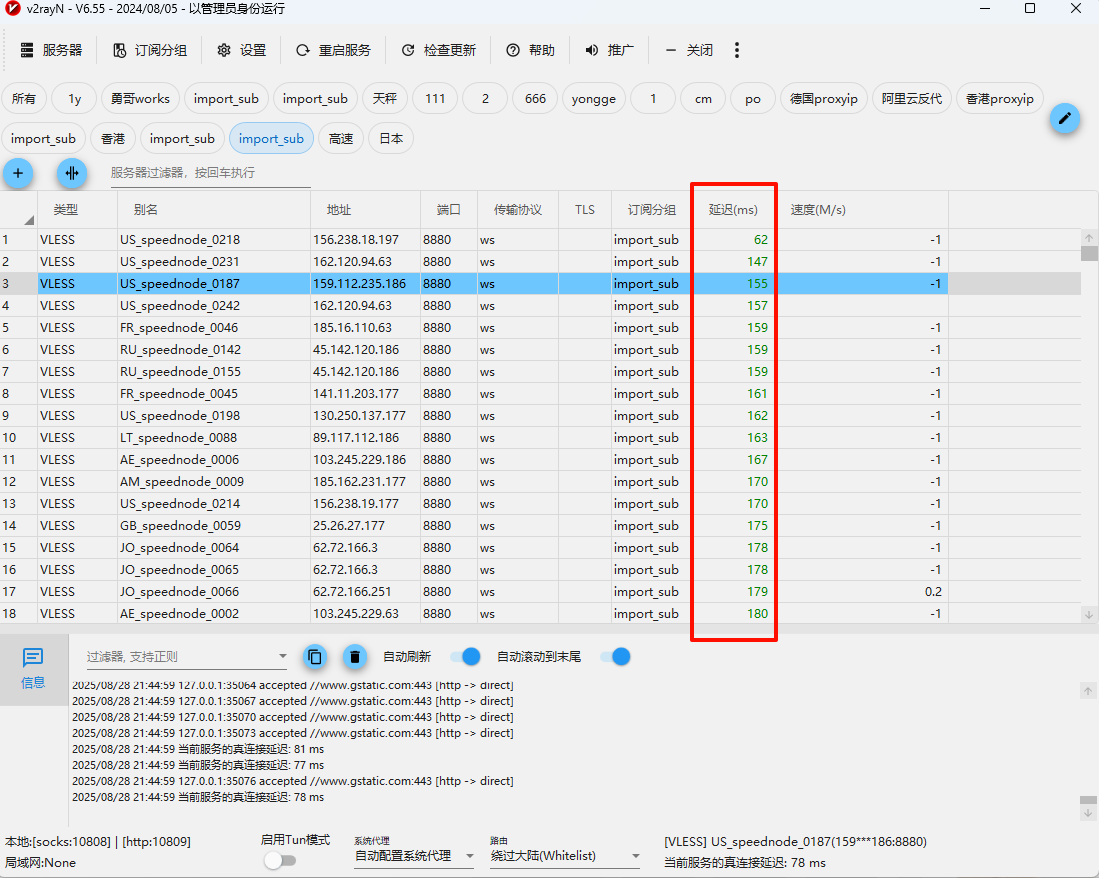 v2rayN - V6.55 - 2024/08/05 - 以管理员身份运行
服务器 订阅分组 设置 重启服务 检查更新 帮助 推广 关闭
所有 1y 勇哥works import_sub import_sub 天秤 111 2 666 yongge 1 cm po 德国proxyip 阿里云反代 香港proxyip
import_sub 香港 import_sub import_sub 高速 日本
服务器过滤器，按回车执行
类型 别名 地址 端口 传输协议 TLS 订阅分组 延迟(ms) 速度(M/s)
1 VLESS US_speednode_0218 156.238.18.197 8880 ws import_sub 62 -1
2 VLESS US_speednode_0231 162.120.94.63 8880 ws import_sub 147 -1
3 VLESS US_speednode_0187 159.112.235.186 8880 ws import_sub 155 -1
4 VLESS US_speednode_0242 162.120.94.63 8880 ws import_sub 157
5 VLESS FR_speednode_0046 185.16.110.63 8880 ws import_sub 159 -1
6 VLESS RU_speednode_0142 45.142.120.186 8880 ws import_sub 159 -1
7 VLESS RU_speednode_0155 45.142.120.186 8880 ws import_sub 159 -1
8 VLESS FR_speednode_0045 141.11.203.177 8880 ws import_sub 161 -1
9 VLESS US_speednode_0198 130.250.137.177 8880 ws import_sub 162 -1
10 VLESS LT_speednode_0088 89.117.112.186 8880 ws import_sub 163 -1
11 VLESS AE_speednode_0006 103.245.229.186 8880 ws import_sub 167 -1
12 VLESS AM_speednode_0009 185.162.231.177 8880 ws import_sub 170 -1
13 VLESS US_speednode_0214 156.238.19.177 8880 ws import_sub 170 -1
14 VLESS GB_speednode_0059 25.26.27.177 8880 ws import_sub 175 -1
15 VLESS JO_speednode_0064 62.72.166.3 8880 ws import_sub 178 -1
16 VLESS JO_speednode_0065 62.72.166.3 8880 ws import_sub 178 -1
17 VLESS JO_speednode_0066 62.72.166.251 8880 ws import_sub 179 0.2
18 VLESS AE_speednode_0002 103.245.229.63 8880 ws import_sub 180 -1
信息
过滤器, 支持正则 自动刷新 自动滚动到末尾
2025/08/28 21:44:59 127.0.0.1:35064 accepted //www.gstatic.com:443 [http -> direct]
2025/08/28 21:44:59 127.0.0.1:35067 accepted //www.gstatic.com:443 [http -> direct]
2025/08/28 21:44:59 127.0.0.1:35070 accepted //www.gstatic.com:443 [http -> direct]
2025/08/28 21:44:59 127.0.0.1:35073 accepted //www.gstatic.com:443 [http -> direct]
2025/08/28 21:44:59 当前服务的真连接延迟: 81 ms
2025/08/28 21:44:59 当前服务的真连接延迟: 77 ms
2025/08/28 21:44:59 127.0.0.1:35076 accepted //www.gstatic.com:443 [http -> direct]
2025/08/28 21:44:59 当前服务的真连接延迟: 78 ms
本地:[socks:10808] | [http:10809]
局域网:None
启用Tun模式
系统代理
自动配置系统代理
路由
绕过大陆(Whitelist)
[VLESS] US_speednode_0187(159***186:8880)
当前服务的真连接延迟: 78 ms